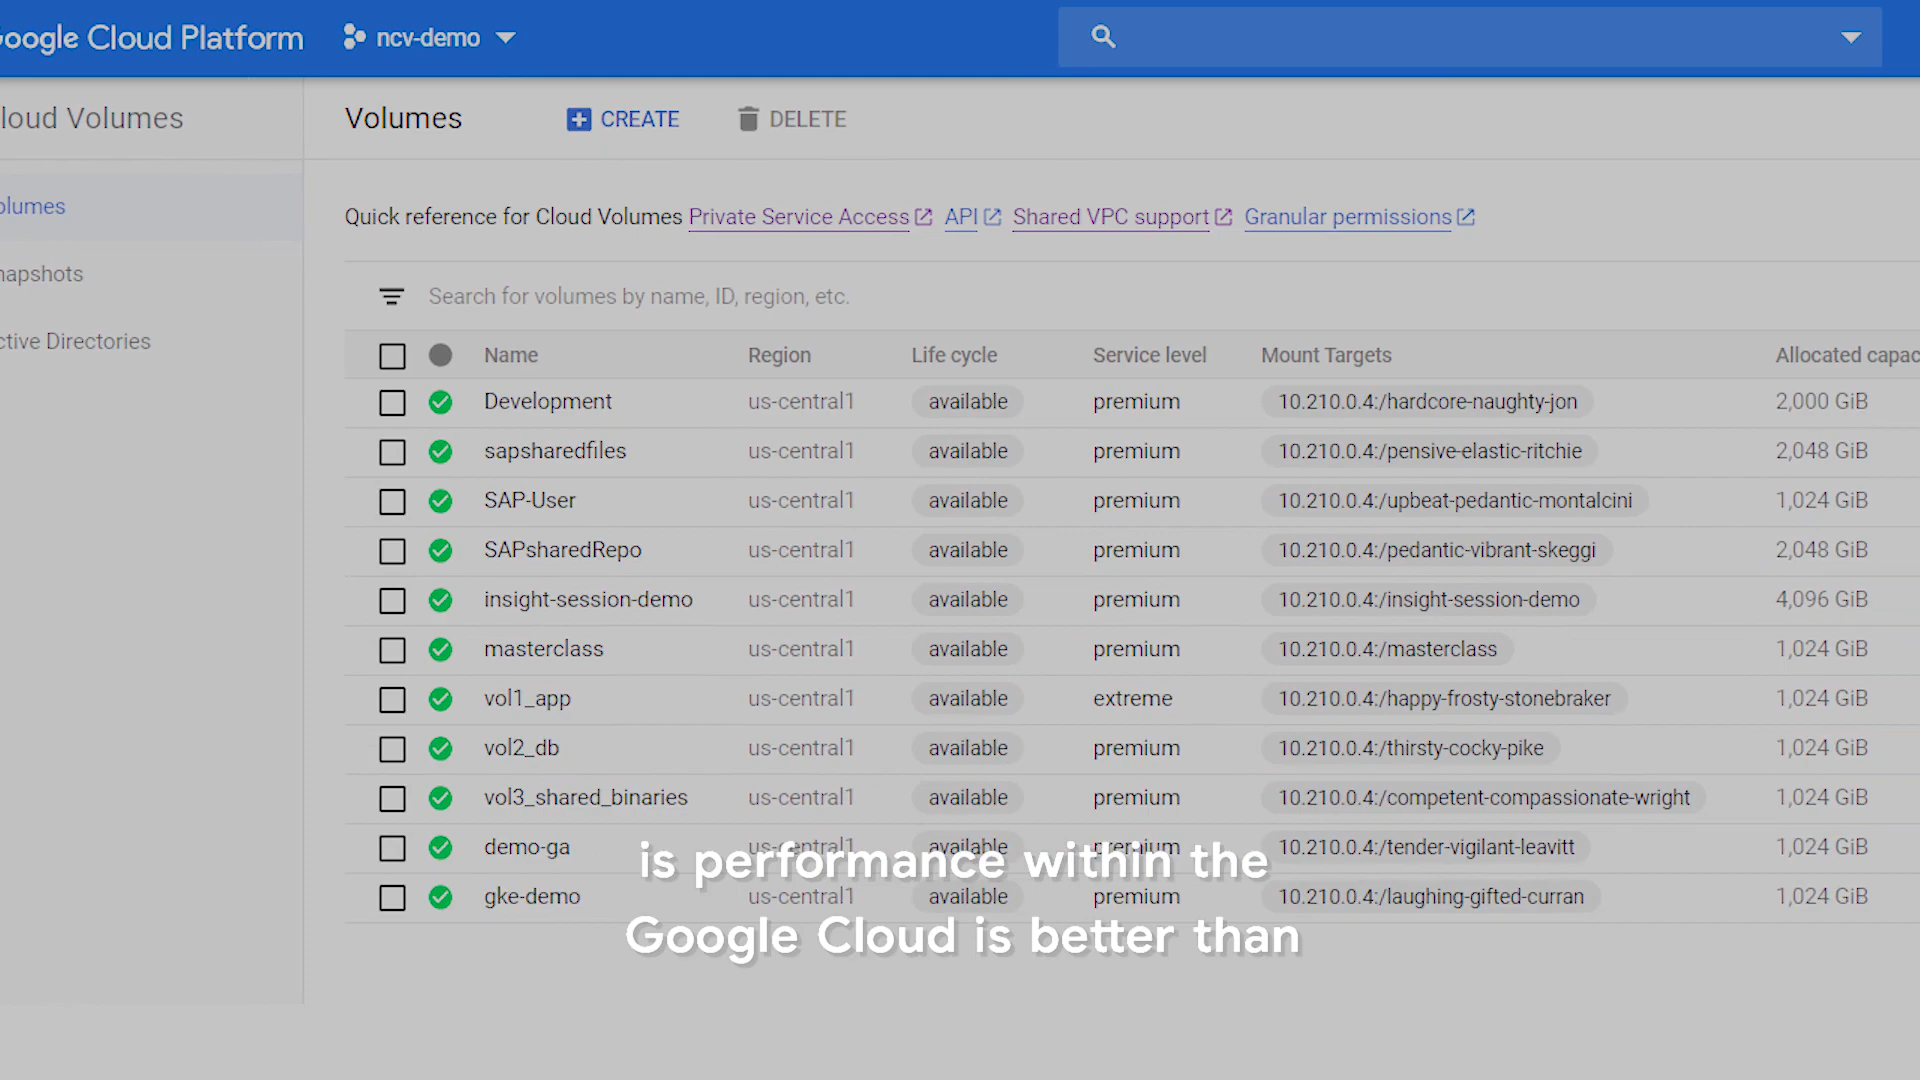 oogle Cloud Platform
ncv-demo
loud Volumes
Volumes
CREATE
DELETE
olumes
napshots
ctive Directories
Quick reference for Cloud Volumes Private Service Access API Shared VPC support Granular permissions
Search for volumes by name, ID, region, etc.
Name Region Life cycle Service level Mount Targets Allocated capac
Development us-central1 available premium 10.210.0.4:/hardcore-naughty-jon 2,000 GiB
sapsharedfiles us-central1 available premium 10.210.0.4:/pensive-elastic-ritchie 2,048 GiB
SAP-User us-central1 available premium 10.210.0.4:/upbeat-pedantic-montalcini 1,024 GiB
SAPsharedRepo us-central1 available premium 10.210.0.4:/pedantic-vibrant-skeggi 2,048 GiB
insight-session-demo us-central1 available premium 10.210.0.4:/insight-session-demo 4,096 GiB
masterclass us-central1 available premium 10.210.0.4:/masterclass 1,024 GiB
vol1_app us-central1 available extreme 10.210.0.4:/happy-frosty-stonebraker 1,024 GiB
vol2_db us-central1 available premium 10.210.0.4:/thirsty-cocky-pike 1,024 GiB
vol3_shared_binaries us-central1 available premium 10.210.0.4:/competent-compassionate-wright 1,024 GiB
demo-ga us-central1 available premium 10.210.0.4:/tender-vigilant-leavitt 1,024 GiB
gke-demo us-central1 available premium 10.210.0.4:/laughing-gifted-curran 1,024 GiB
is performance within the
Google Cloud is better than